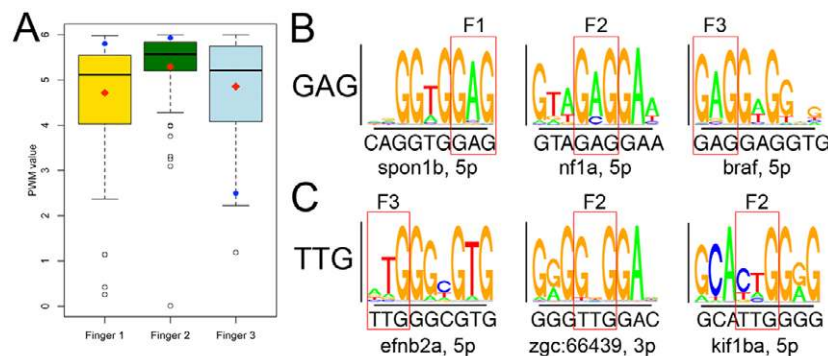 A
PWM value
6
5
4
3
2
1
0
Finger 1 Finger 2 Finger 3
B
F1 F2 F3
GAG
CAGGTGGAG GTAGAGGAA GAGGAGGTG
spon1b, 5p nf1a, 5p braf, 5p
C
F3 F2 F2
TTG
TTGGGCGTG GGGTTGGAC GCATTGGGG
efnb2a, 5p zgc:66439, 3p kif1ba, 5p